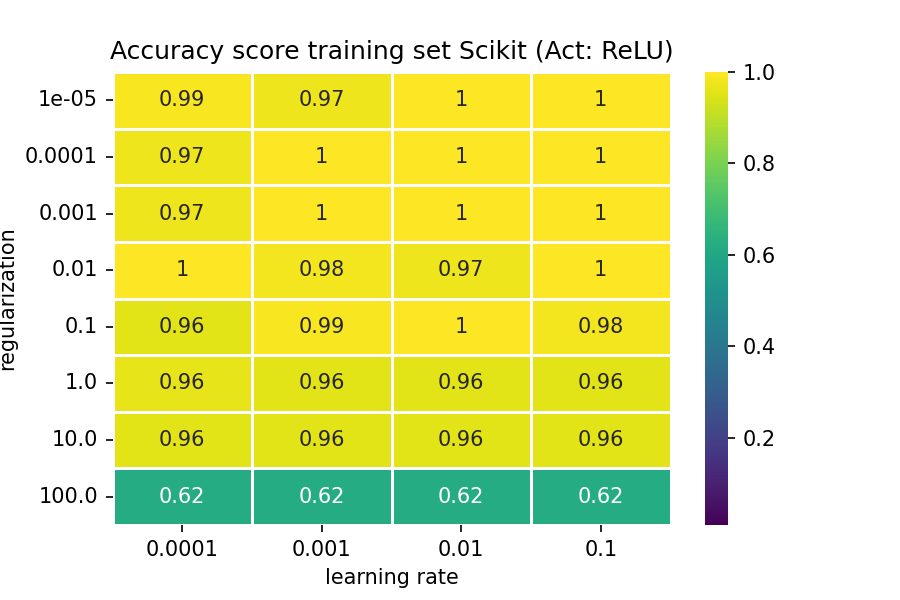 Accuracy score training set Scikit (Act: ReLU)
1e-05 0.99 0.97 1 1
0.0001 0.97 1 1 1
0.001 0.97 1 1 1
0.01 1 0.98 0.97 1
0.1 0.96 0.99 1 0.98
1.0 0.96 0.96 0.96 0.96
10.0 0.96 0.96 0.96 0.96
100.0 0.62 0.62 0.62 0.62
0.0001 0.001 0.01 0.1
learning rate
regularization
1.0
0.8
0.6
0.4
0.2